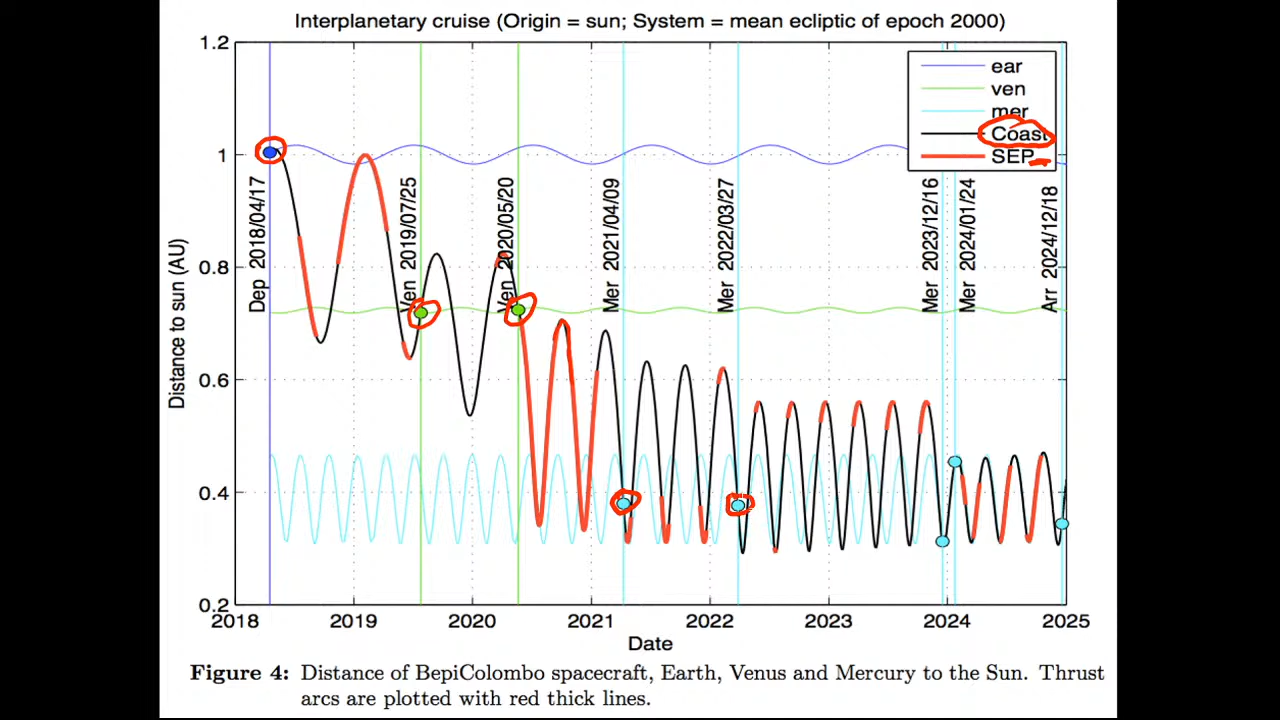 Interplanetary cruise (Origin = sun; System = mean ecliptic of epoch 2000)
1.2
1
0.8
0.6
0.4
0.2
Distance to sun (AU)
ear
ven
mer
Coast
SEP
Dep 2018/04/17
Ven 2019/07/25
Ven 2020/05/20
Mer 2021/04/09
Mer 2022/03/27
Mer 2023/12/16
Mer 2024/01/24
Arr 2024/12/18
2018 2019 2020 2021 2022 2023 2024 2025
Date
Figure 4: Distance of BepiColombo spacecraft, Earth, Venus and Mercury to the Sun. Thrust
arcs are plotted with red thick lines.